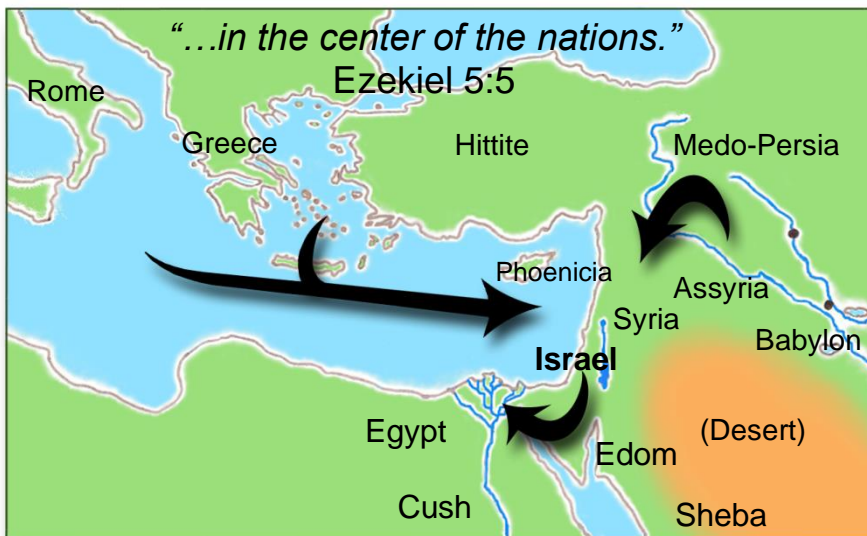 “…in the center of the nations.”
Ezekiel 5:5
Rome
Greece
Hittite
Medo-Persia
Phoenicia
Assyria
Syria
Babylon
Israel
Egypt
(Desert)
Edom
Cush
Sheba